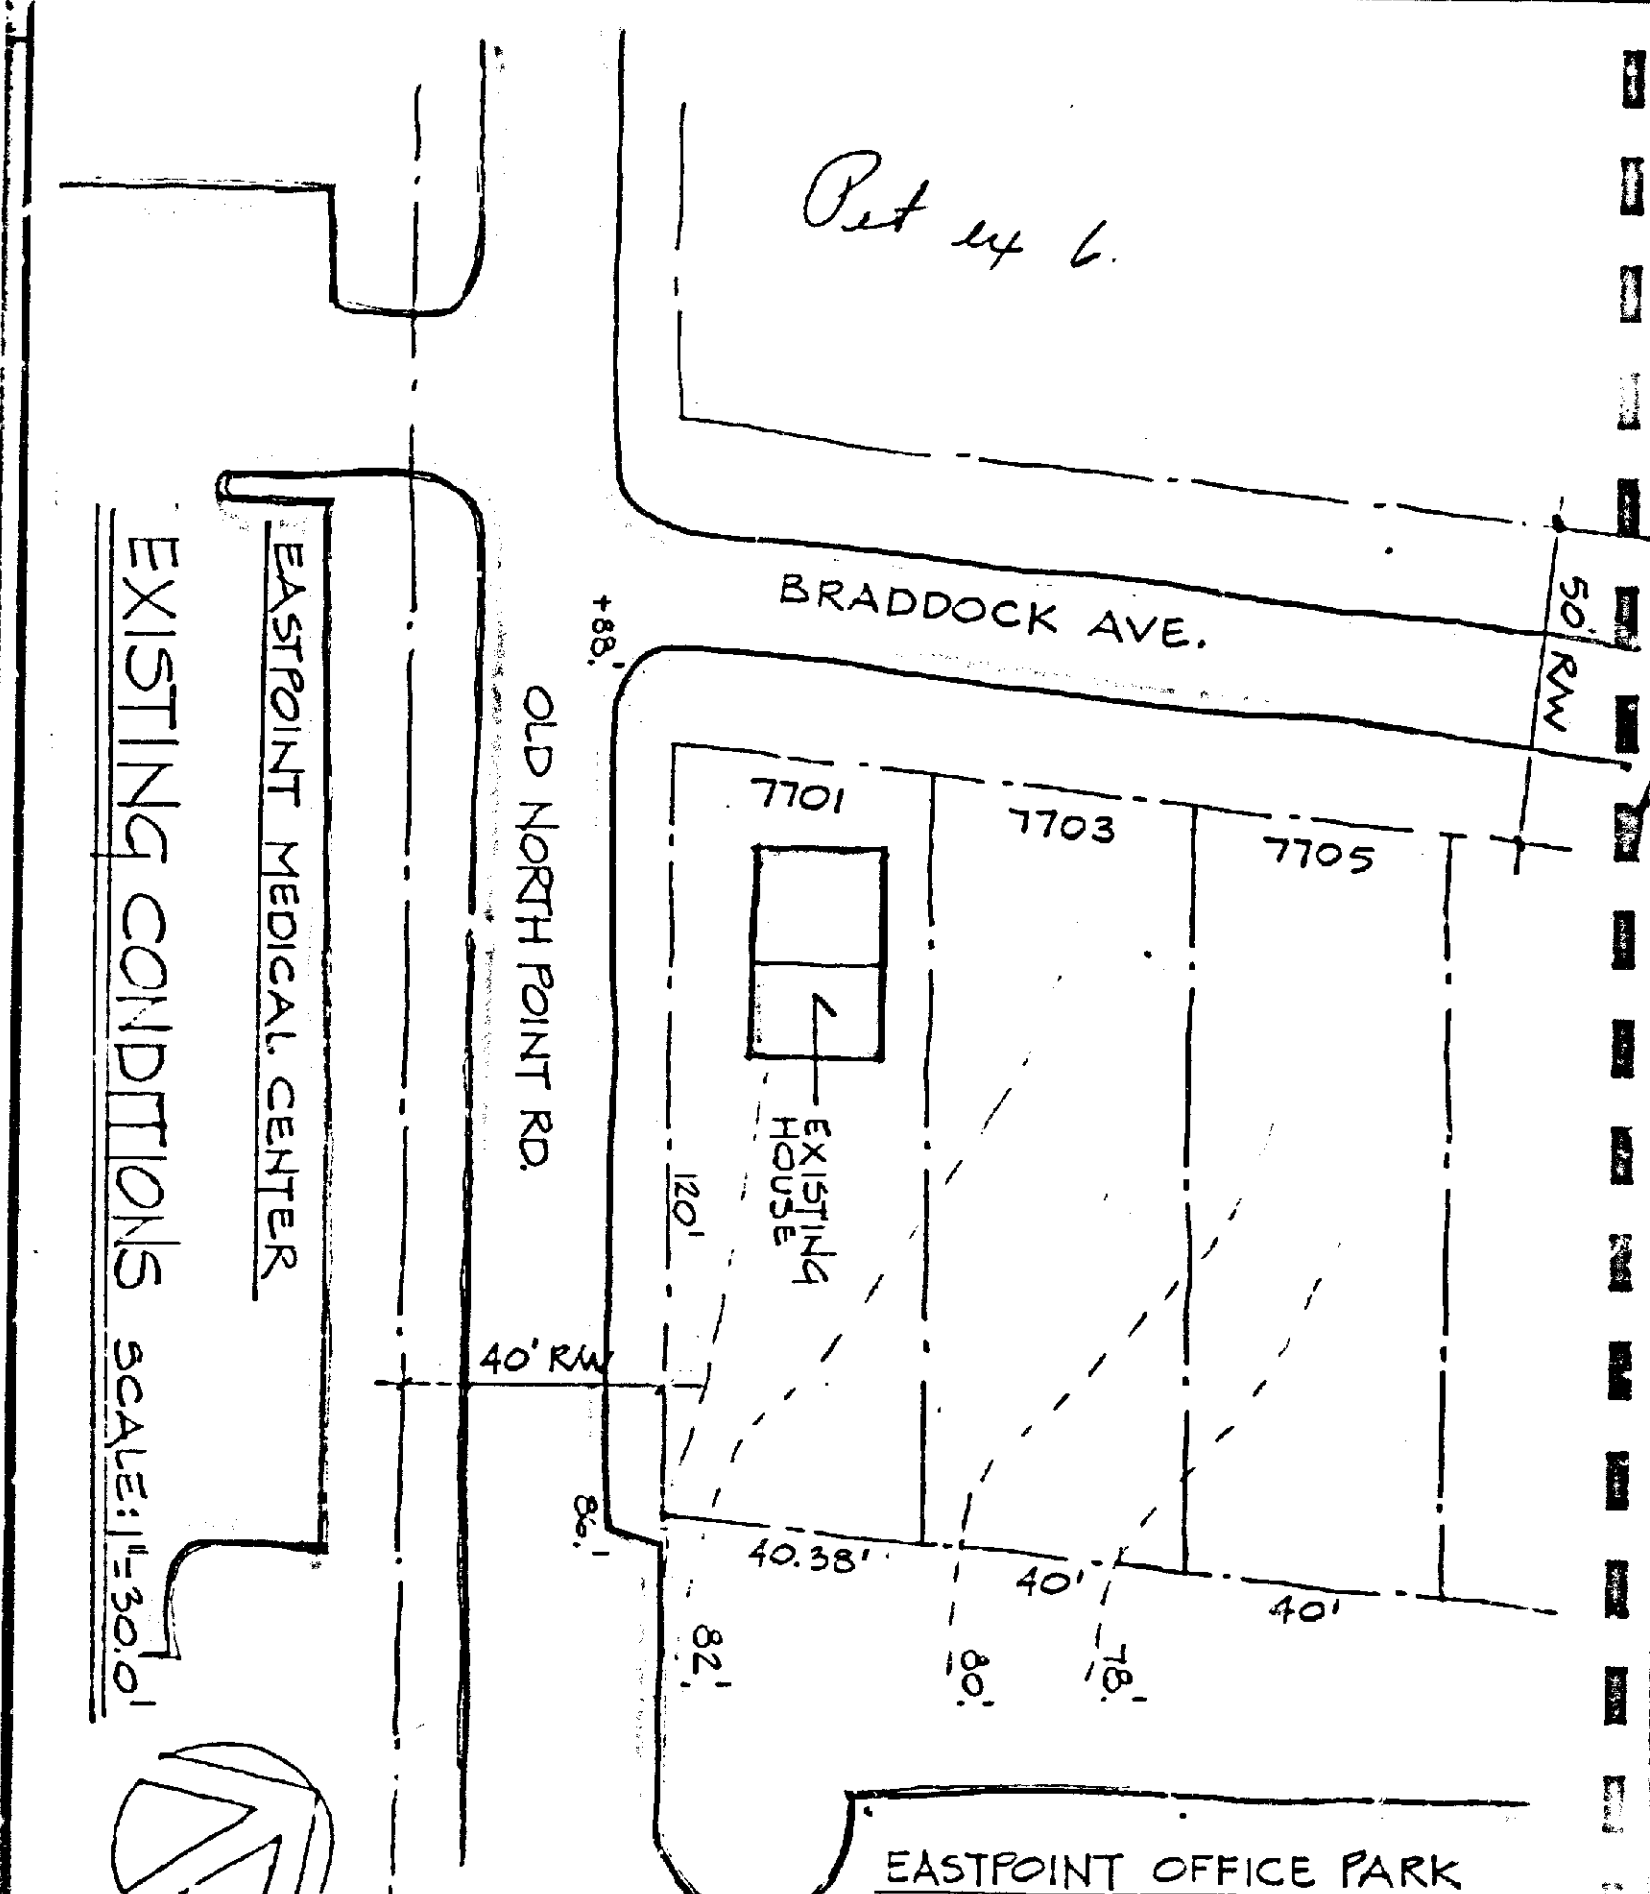 Pet ex 6.
BRADDOCK AVE.
50' R/W
+88.'
OLD NORTH POINT RD.
7701
7703
7705
EXISTING
HOUSE
120'
40' R/W
86.'
40.38'
40'
40'
82.'
80.'
78.'
EASTPOINT MEDICAL CENTER
EXISTING CONDITIONS SCALE: 1"=30.0'
EASTPOINT OFFICE PARK